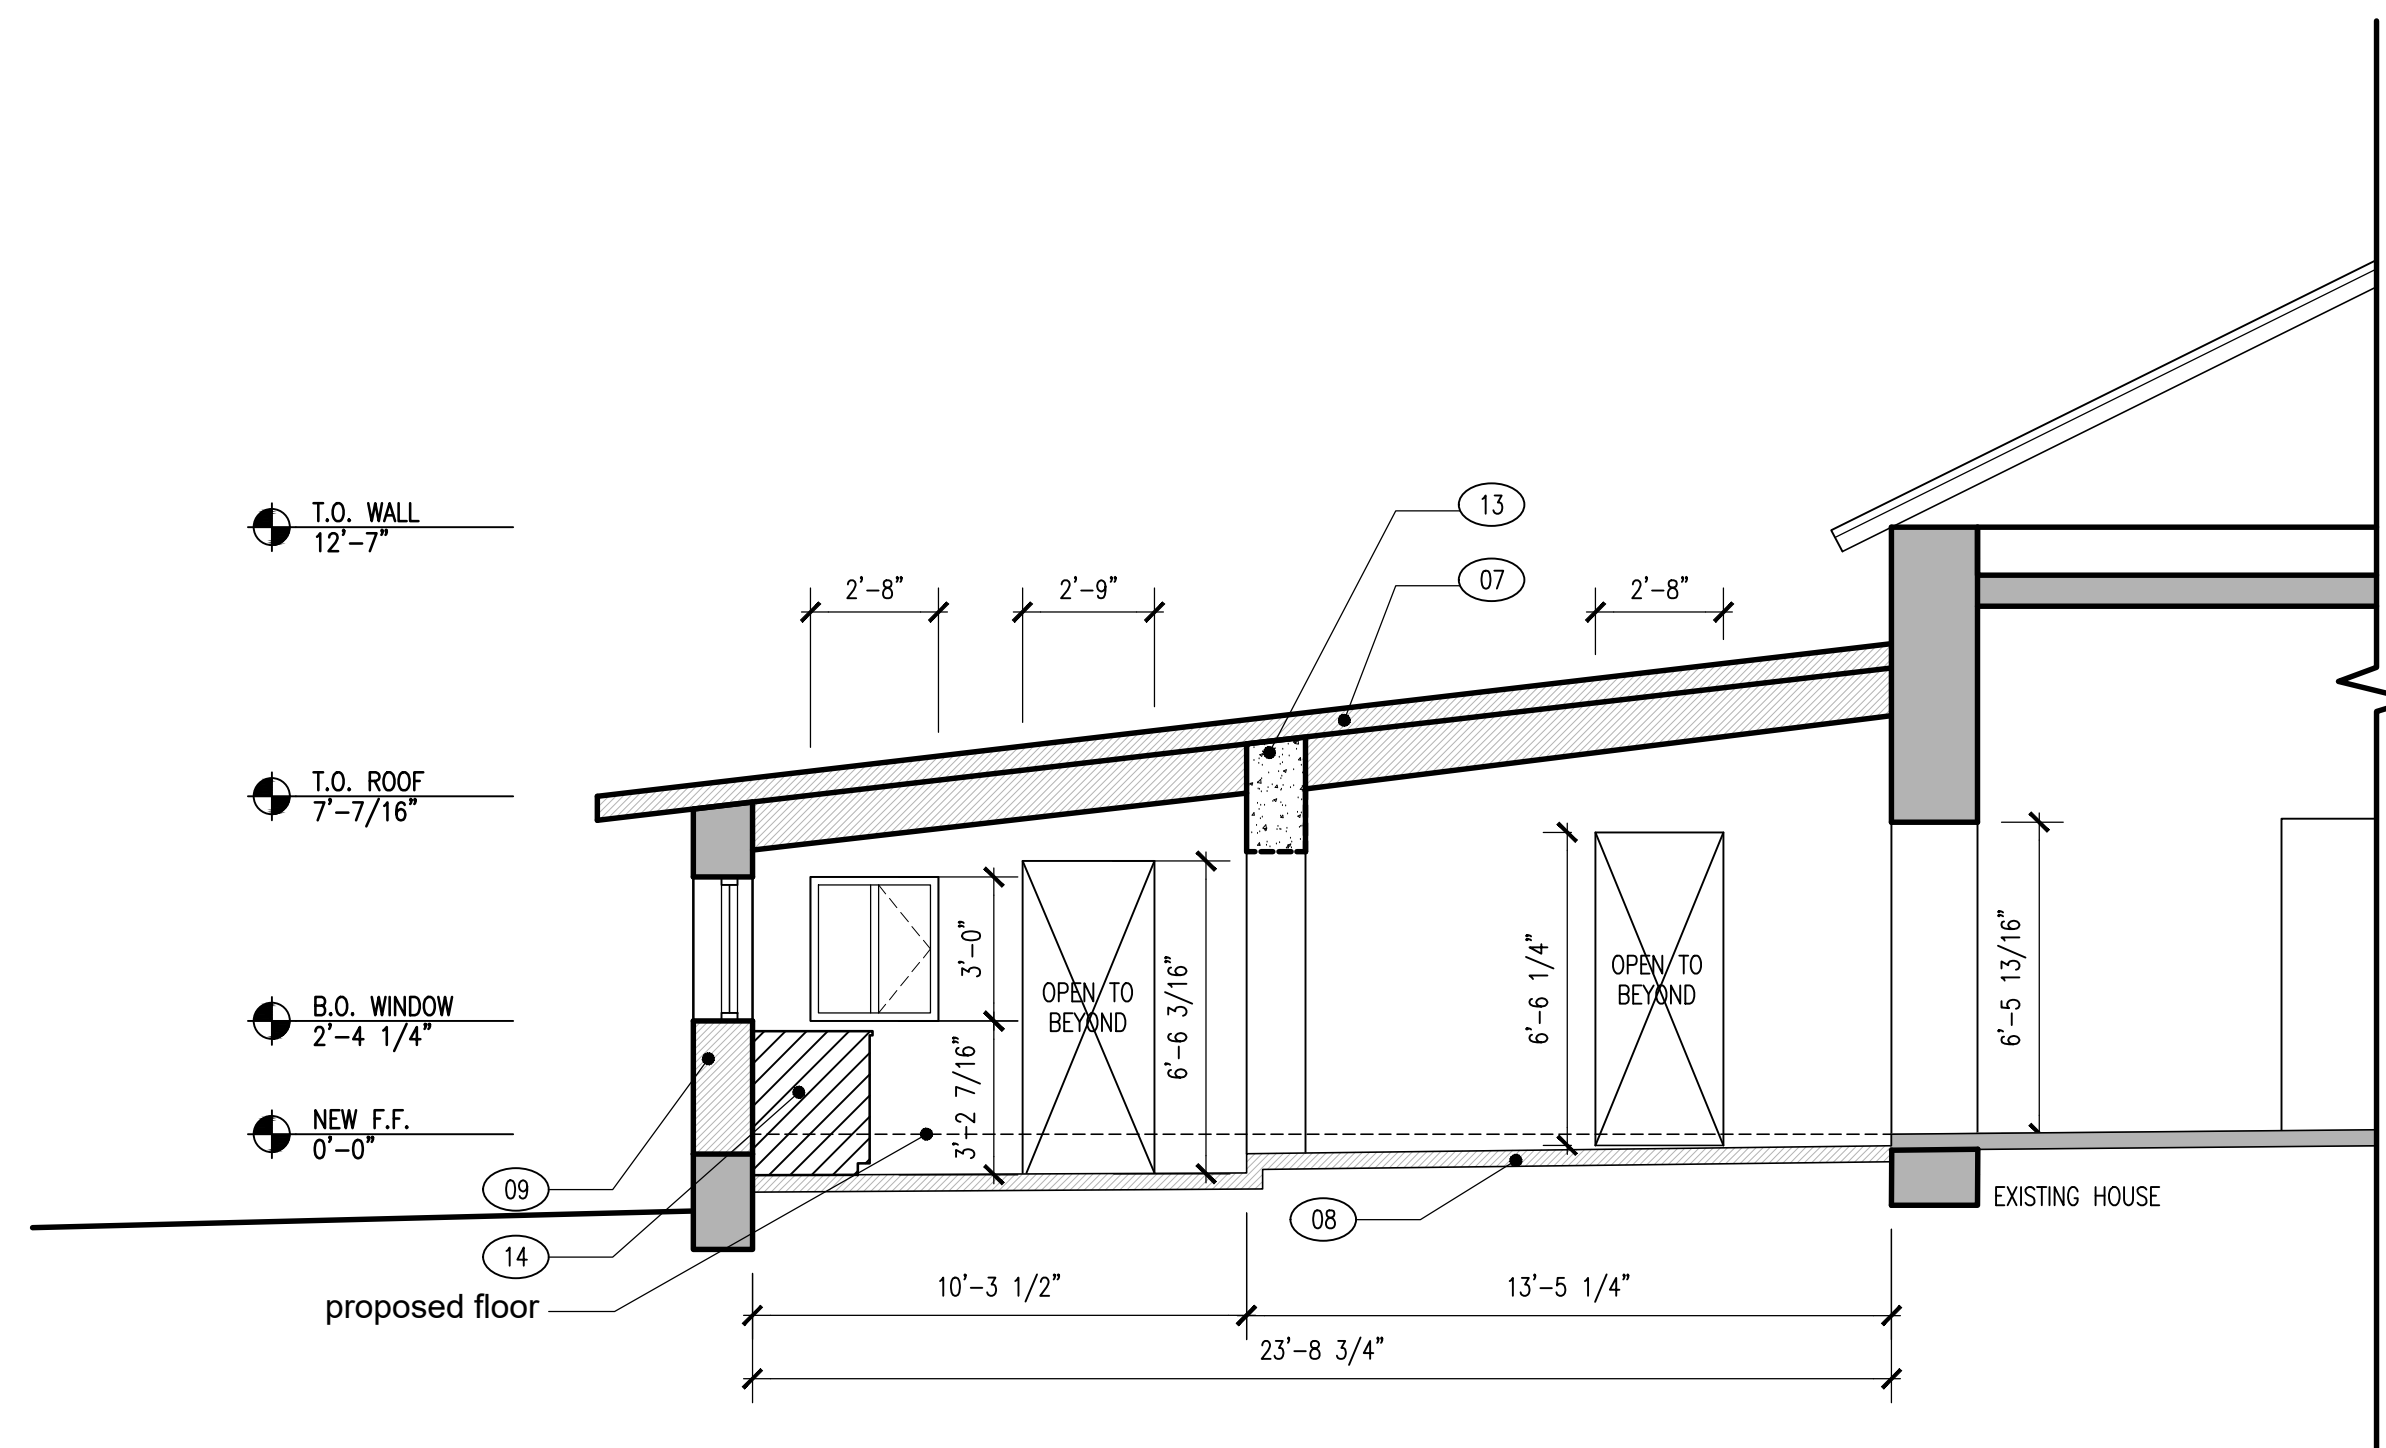 13
T.O. WALL
12'-7"
07
2'-8"
2'-9"
2'-8"
T.O. ROOF
7'-7/16"
3'-0"
6'-6 3/16"
6'-6 1/4"
6'-5 13/16"
OPEN TO
BEYOND
OPEN TO
BEYOND
B.O. WINDOW
2'-4 1/4"
3'-2 7/16"
NEW F.F.
0'-0"
09
08
EXISTING HOUSE
14
proposed floor
10'-3 1/2"
13'-5 1/4"
23'-8 3/4"